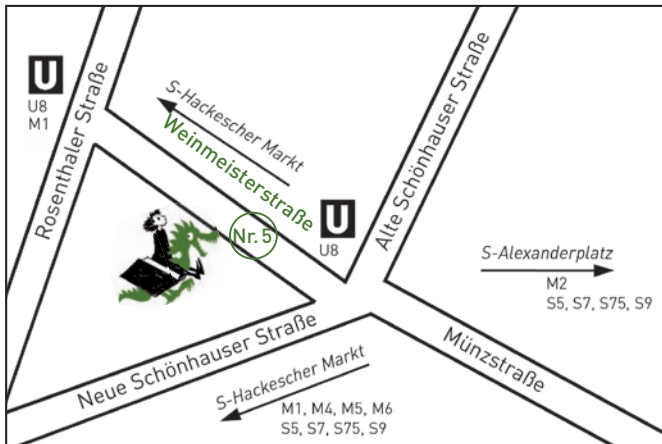 U
U8
M1
Rosenthaler Straße
S-Hackescher Markt
Weinmeisterstraße
Nr. 5
U
U8
Alte Schönhauser Straße
S-Alexanderplatz
M2
S5, S7, S75, S9
Neue Schönhauser Straße
Münzstraße
S-Hackescher Markt
M1, M4, M5, M6
S5, S7, S75, S9